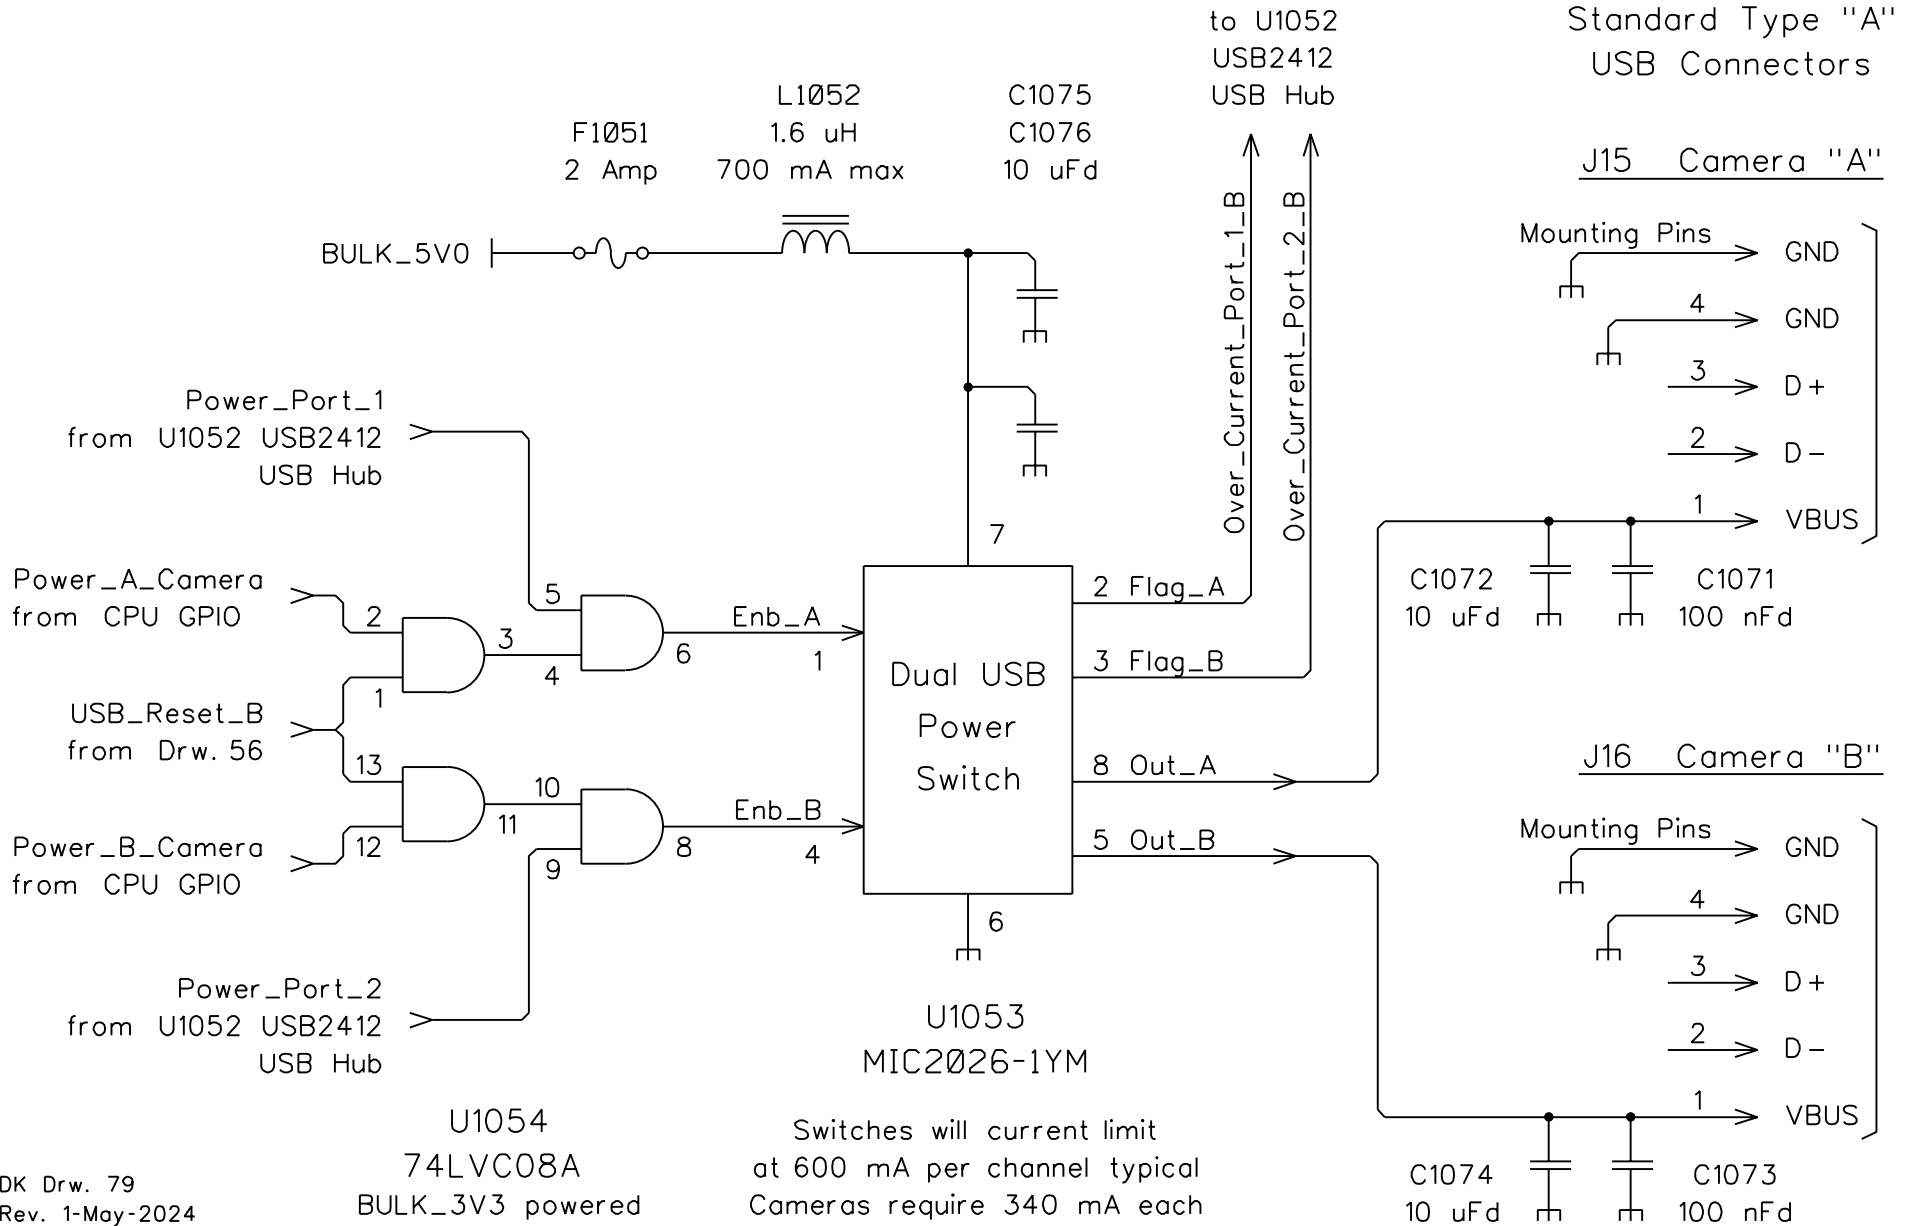 to U1052
USB2412
USB Hub
Standard Type "A"
USB Connectors
F1051
2 Amp
L1052
1.6 uH
700 mA max
C1075
C1076
10 uFd
BULK_5V0
Over_Current_Port_1_B
Over_Current_Port_2_B
J15 Camera "A"
Mounting Pins
GND
4
GND
3
D+
2
D-
1
VBUS
C1072
10 uFd
C1071
100 nFd
Power_Port_1
from U1052 USB2412
USB Hub
Power_A_Camera
from CPU GPIO
USB_Reset_B
from Drw. 56
Power_B_Camera
from CPU GPIO
Power_Port_2
from U1052 USB2412
USB Hub
2
1
3
5
4
6
13
12
11
10
9
8
Enb_A
1
Enb_B
4
7
Dual USB
Power
Switch
2 Flag_A
3 Flag_B
8 Out_A
5 Out_B
6
U1053
MIC2026-1YM
U1054
74LVC08A
BULK_3V3 powered
Switches will current limit
at 600 mA per channel typical
Cameras require 340 mA each
J16 Camera "B"
Mounting Pins
GND
4
GND
3
D+
2
D-
1
VBUS
C1074
10 uFd
C1073
100 nFd
DK Drw. 79
Rev. 1-May-2024